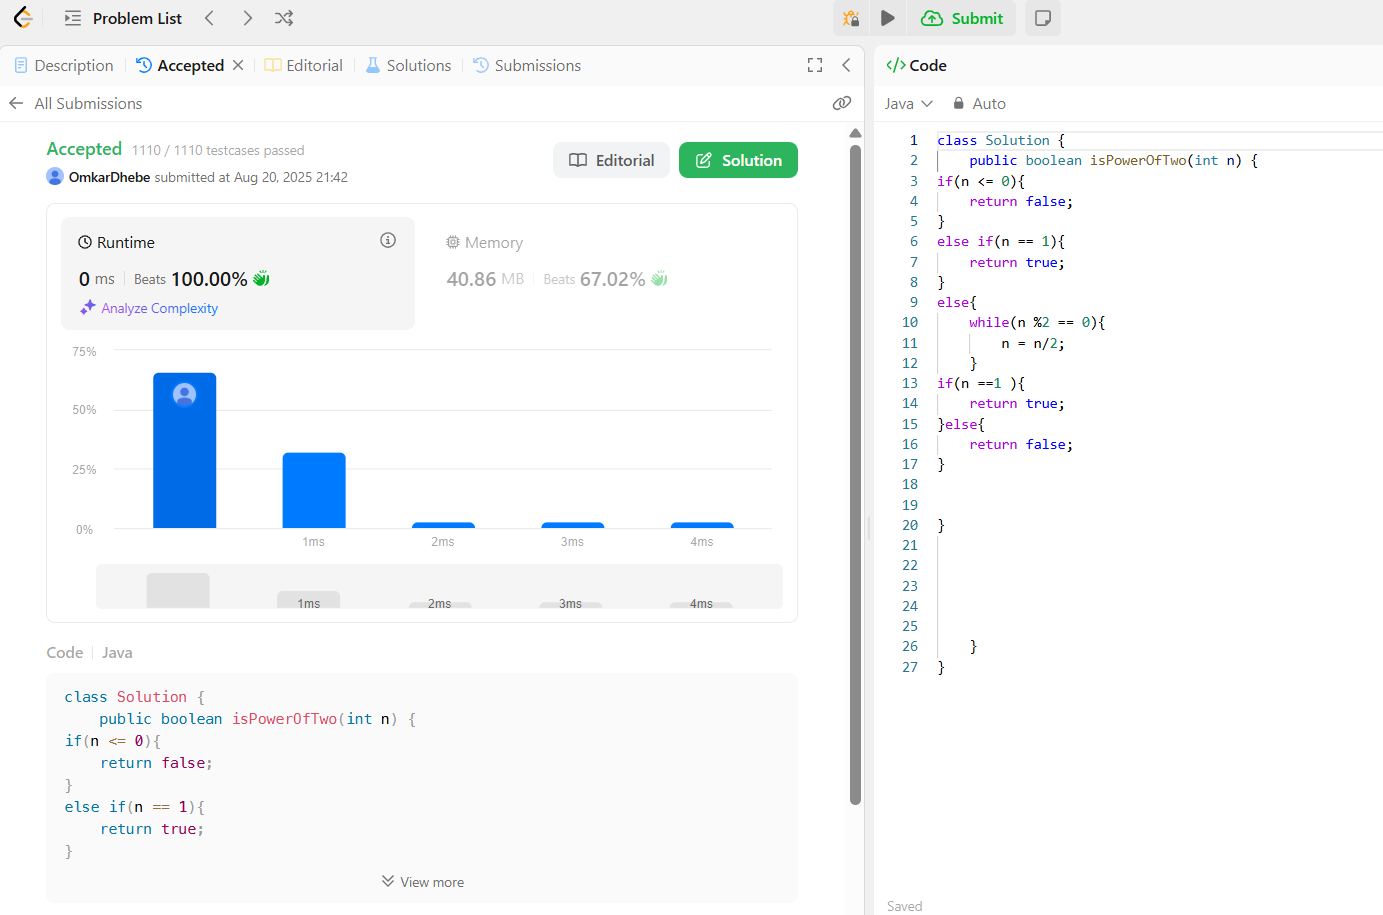 Problem List
Submit
Description
Accepted
Editorial
Solutions
Submissions
All Submissions
Accepted 1110 / 1110 testcases passed
OmkarDhebe submitted at Aug 20, 2025 21:42
Editorial
Solution
Runtime
0 ms Beats 100.00%
Analyze Complexity
Memory
40.86 MB Beats 67.02%
75%
50%
25%
0%
1ms 2ms 3ms 4ms
1ms 2ms 3ms 4ms
Code Java
class Solution {
    public boolean isPowerOfTwo(int n) {
if(n <= 0){
    return false;
}
else if(n == 1){
    return true;
}
View more
</> Code
Java Auto
1 class Solution {
2     public boolean isPowerOfTwo(int n) {
3 if(n <= 0){
4     return false;
5 }
6 else if(n == 1){
7     return true;
8 }
9 else{
10     while(n %2 == 0){
11         n = n/2;
12     }
13 if(n ==1 ){
14     return true;
15 }else{
16     return false;
17 }
18
19
20 }
21
22
23
24
25
26     }
27 }
Saved